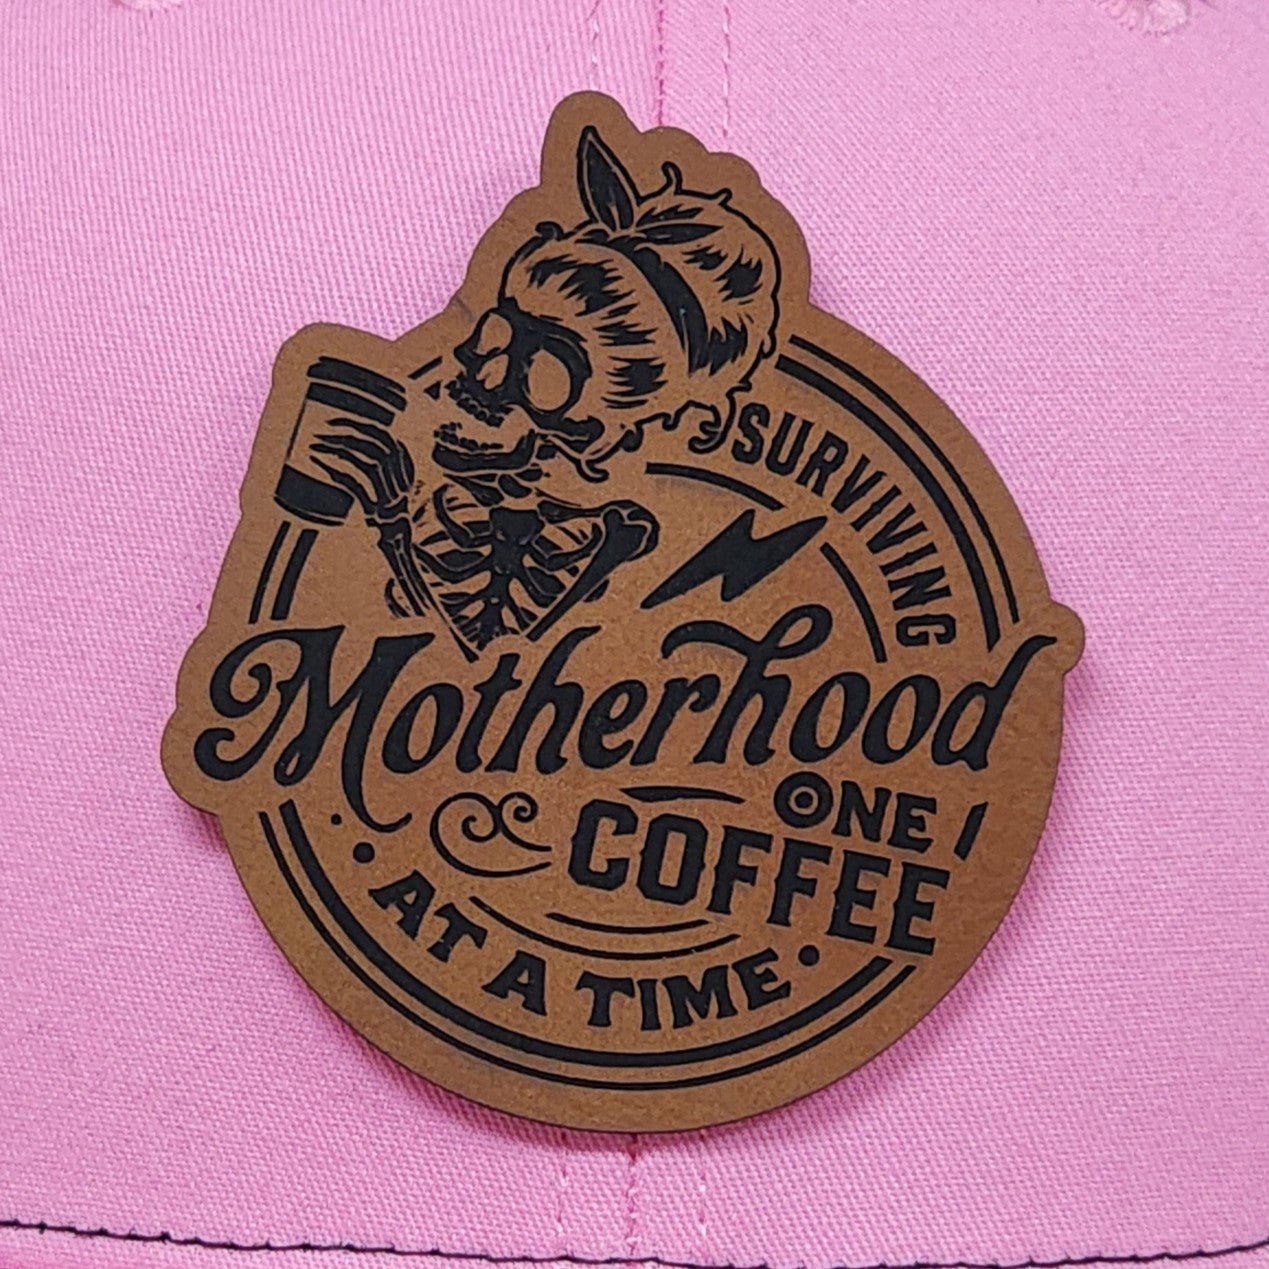 SURVIVING
Motherhood
ONE
COFFEE
AT A TIME